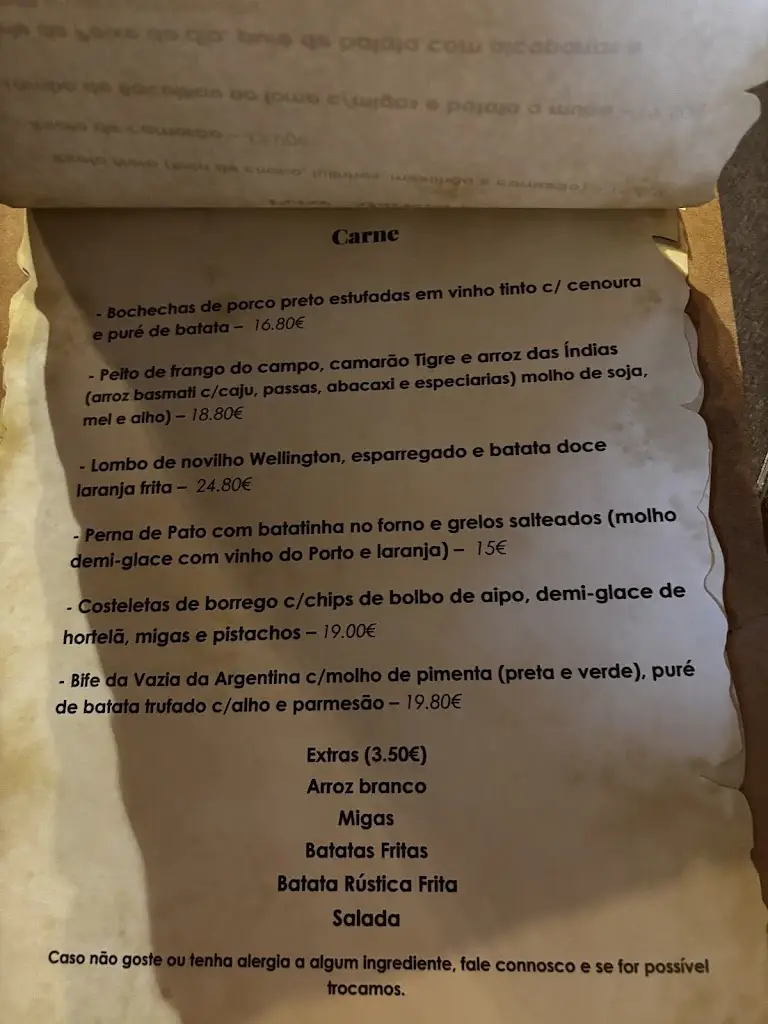 Carne
- Bochechas de porco preto estufadas em vinho tinto c/ cenoura
e puré de batata – 16.80€
- Peito de frango do campo, camarão Tigre e arroz das Índias
(arroz basmati c/caju, passas, abacaxi e especiarias) molho de soja,
mel e alho) – 18.80€
- Lombo de novilho Wellington, esparregado e batata doce
laranja frita – 24.80€
- Perna de Pato com batatinha no forno e grelos salteados (molho
demi-glace com vinho do Porto e laranja) – 15€
- Costeletas de borrego c/chips de bolbo de aipo, demi-glace de
hortelã, migas e pistachos – 19.00€
- Bife da Vazia da Argentina c/molho de pimenta (preta e verde), puré
de batata trufado c/alho e parmesão – 19.80€
Extras (3.50€)
Arroz branco
Migas
Batatas Fritas
Batata Rústica Frita
Salada
Caso não goste ou tenha alergia a algum ingrediente, fale connosco e se for possível
trocamos.